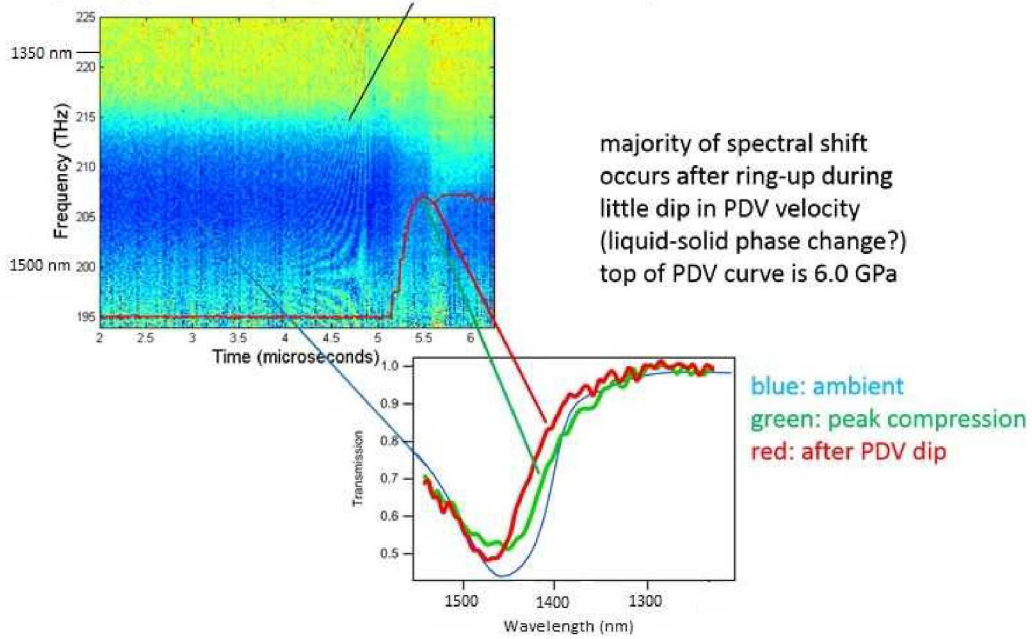 225
1350 nm
220
215
210
205
1500 nm
200
195
Frequency (THz)
2 2.5 3 3.5 4 4.5 5 5.5 6
Time (microseconds)
majority of spectral shift
occurs after ring-up during
little dip in PDV velocity
(liquid-solid phase change?)
top of PDV curve is 6.0 GPa
1.0
0.9
0.8
0.7
0.6
0.5
Transmission
1500 1400 1300
Wavelength (nm)
blue: ambient
green: peak compression
red: after PDV dip